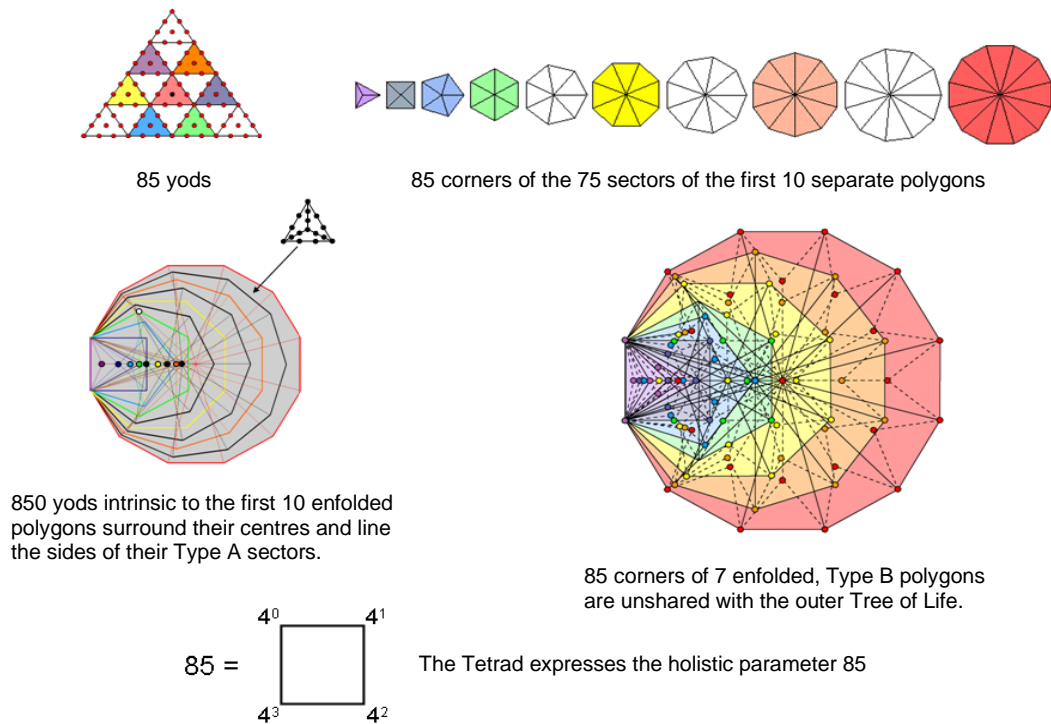 85 yods
85 corners of the 75 sectors of the first 10 separate polygons
850 yods intrinsic to the first 10 enfolded
polygons surround their centres and line
the sides of their Type A sectors.
85 corners of 7 enfolded, Type B polygons
are unshared with the outer Tree of Life.
4⁰ 4¹
85 =
The Tetrad expresses the holistic parameter 85
4³ 4²